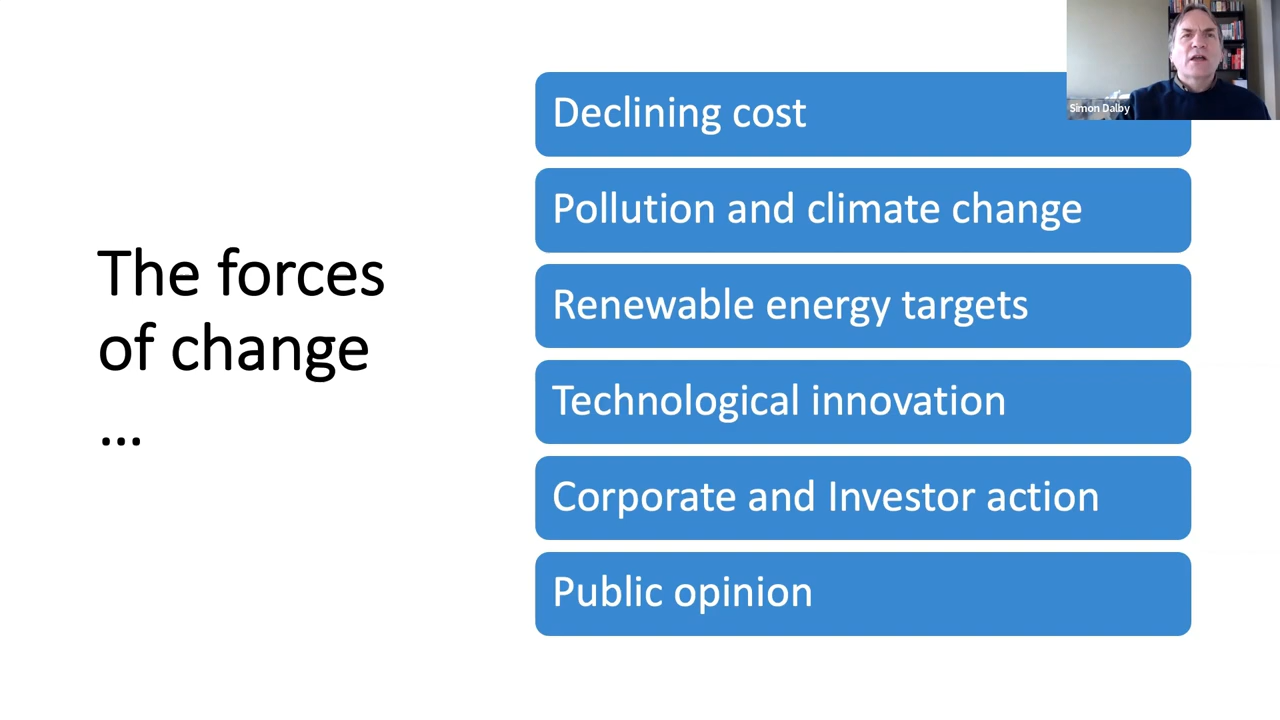 The forces
of change
...
Declining cost
Pollution and climate change
Renewable energy targets
Technological innovation
Corporate and Investor action
Public opinion
Simon Dalby